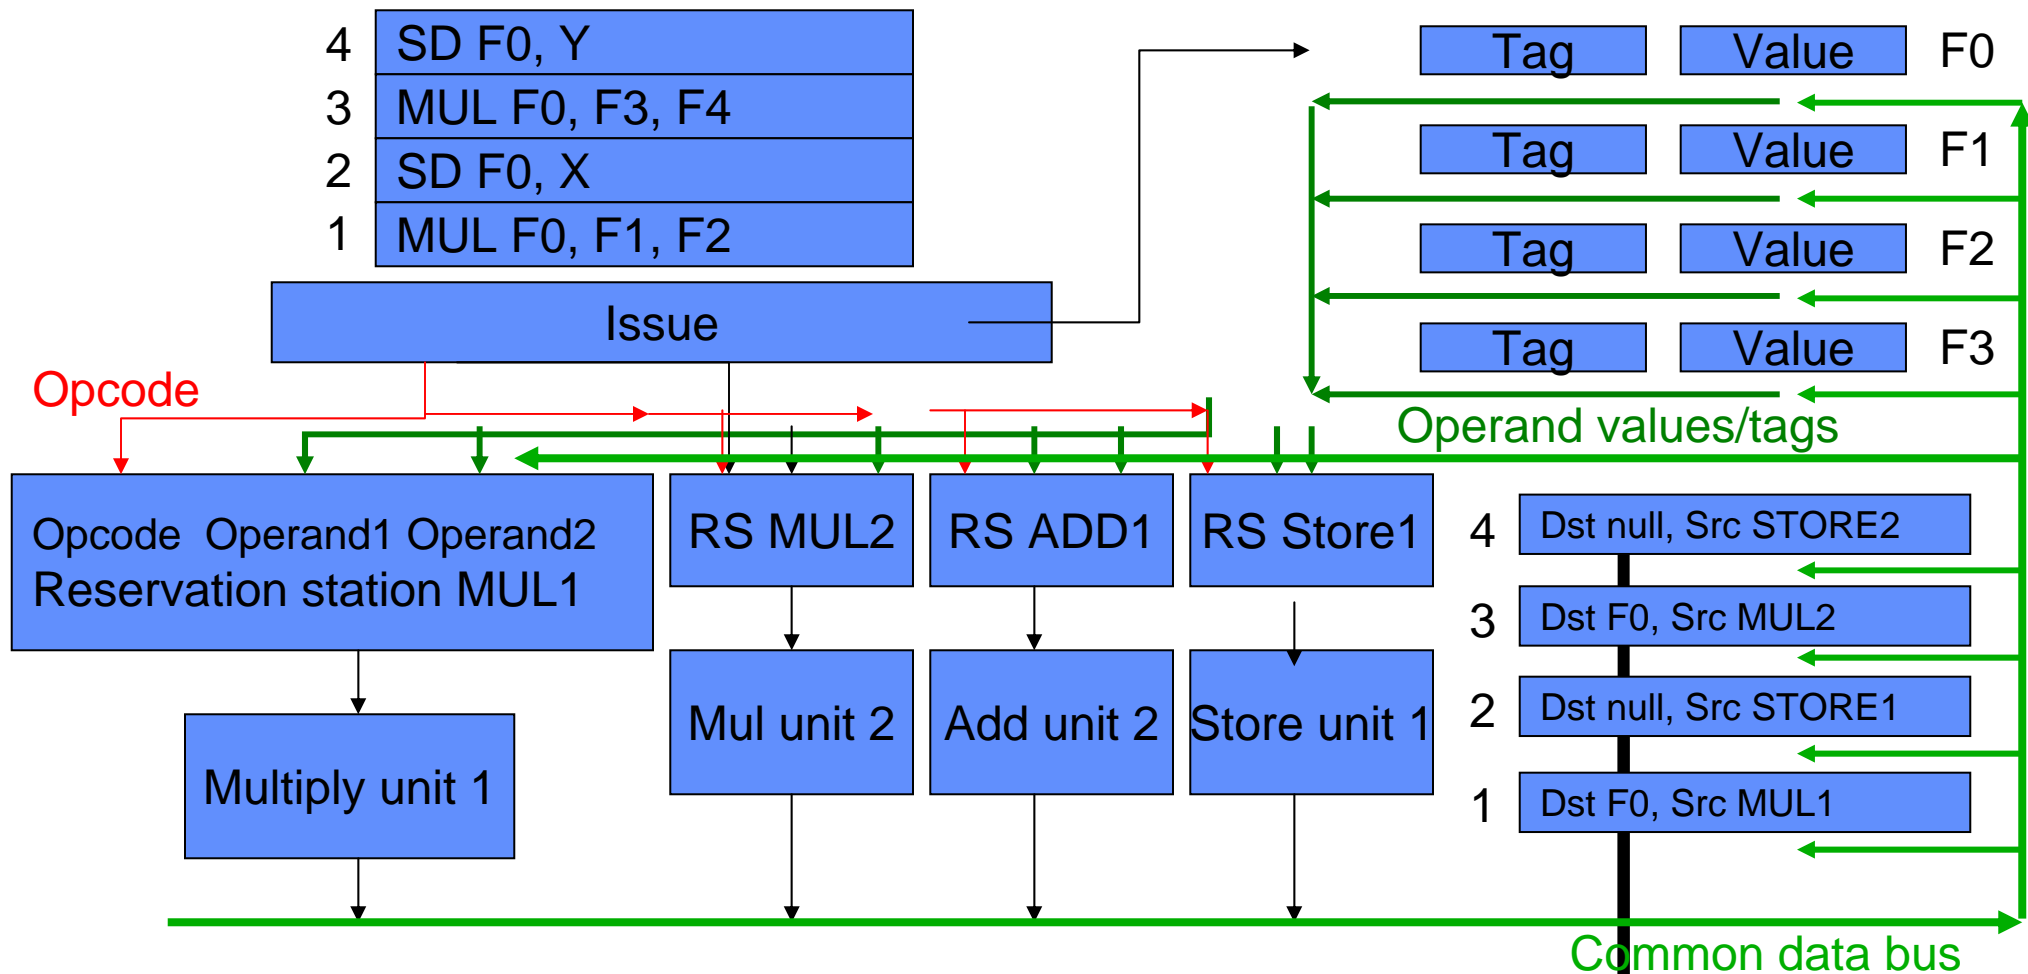 4 SD F0, Y
3 MUL F0, F3, F4
2 SD F0, X
1 MUL F0, F1, F2
Issue
Tag Value F0
Tag Value F1
Tag Value F2
Tag Value F3
Opcode
Operand values/tags
Opcode Operand1 Operand2
Reservation station MUL1
RS MUL2
RS ADD1
RS Store1
Multiply unit 1
Mul unit 2
Add unit 2
Store unit 1
4 Dst null, Src STORE2
3 Dst F0, Src MUL2
2 Dst null, Src STORE1
1 Dst F0, Src MUL1
Common data bus